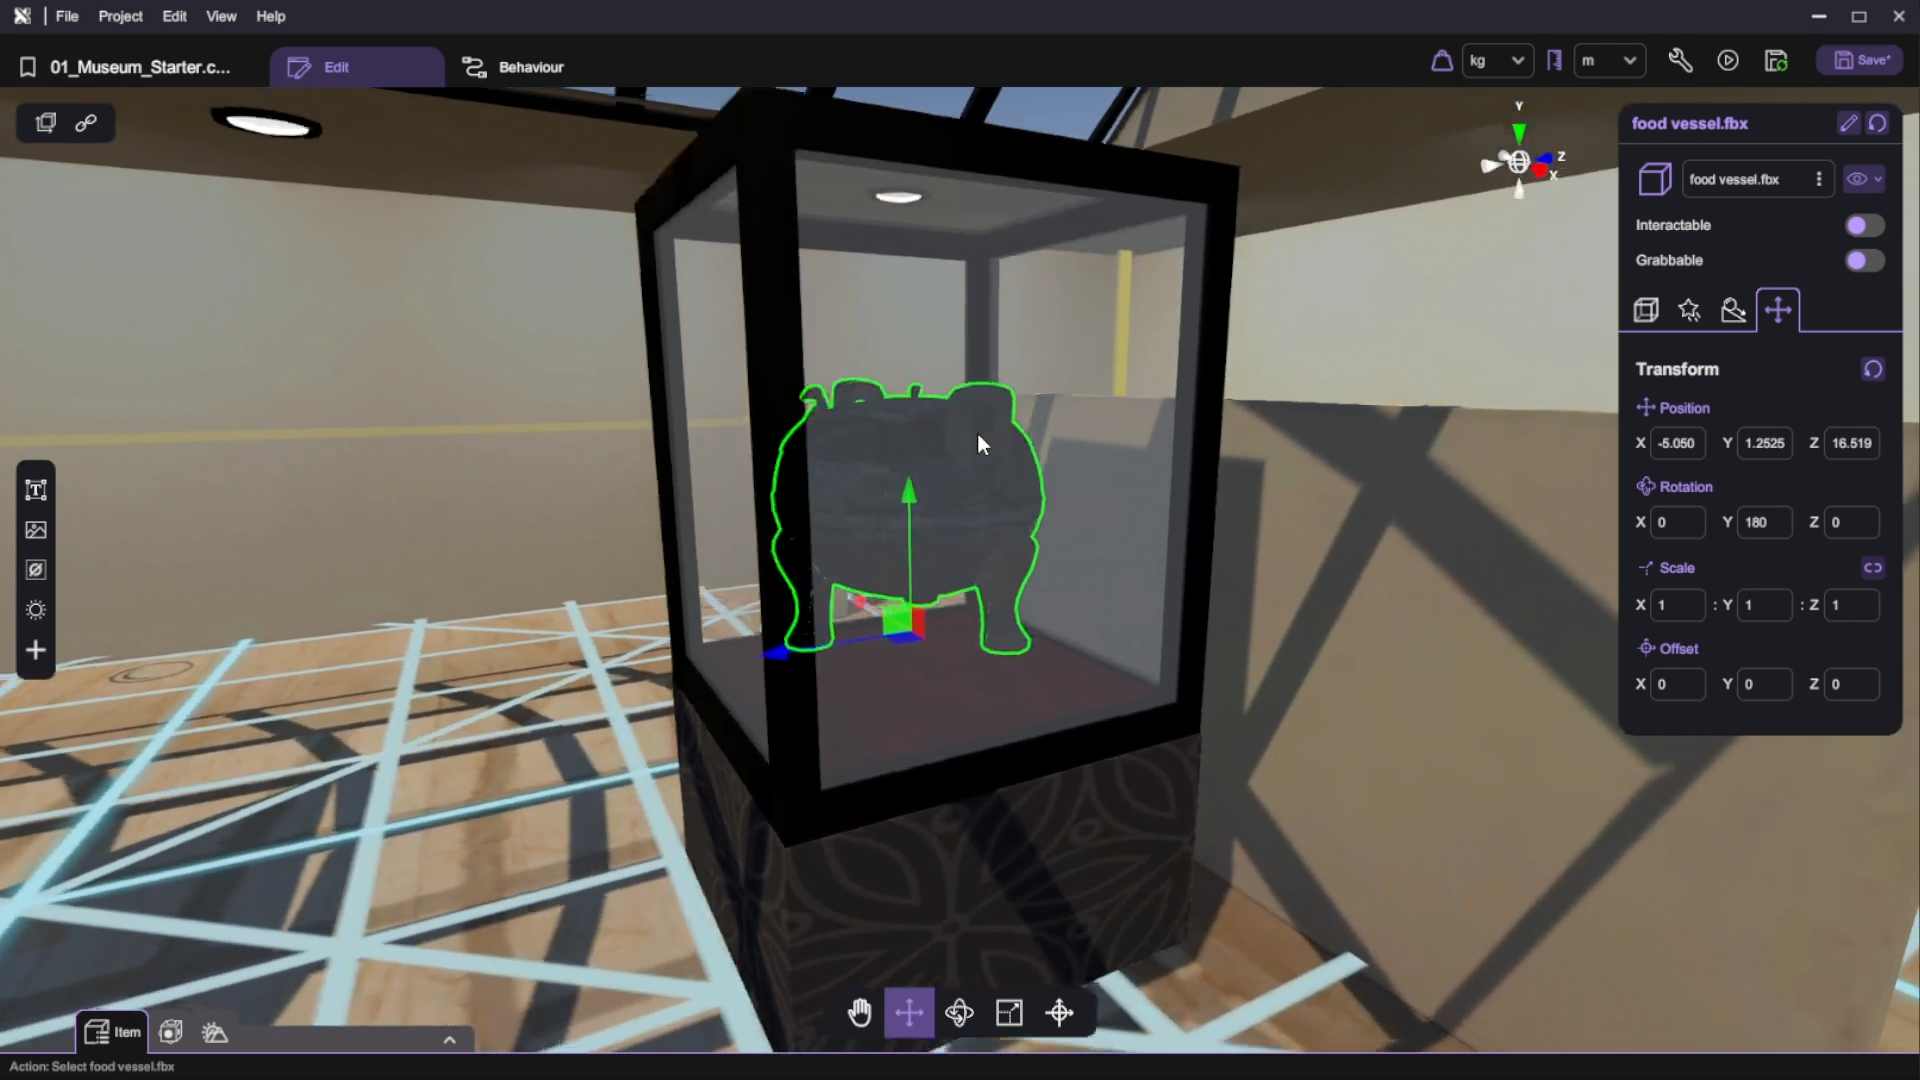 File Project Edit View Help
01_Museum_Starter.c... Edit Behaviour kg m Save*
Y
Z
X
food vessel.fbx
food vessel.fbx
Interactable
Grabbable
Transform
Position
X -5.050 Y 1.2525 Z 16.519
Rotation
X 0 Y 180 Z 0
Scale
X 1 : Y 1 : Z 1
Offset
X 0 Y 0 Z 0
T
Item
Action: Select food vessel.fbx